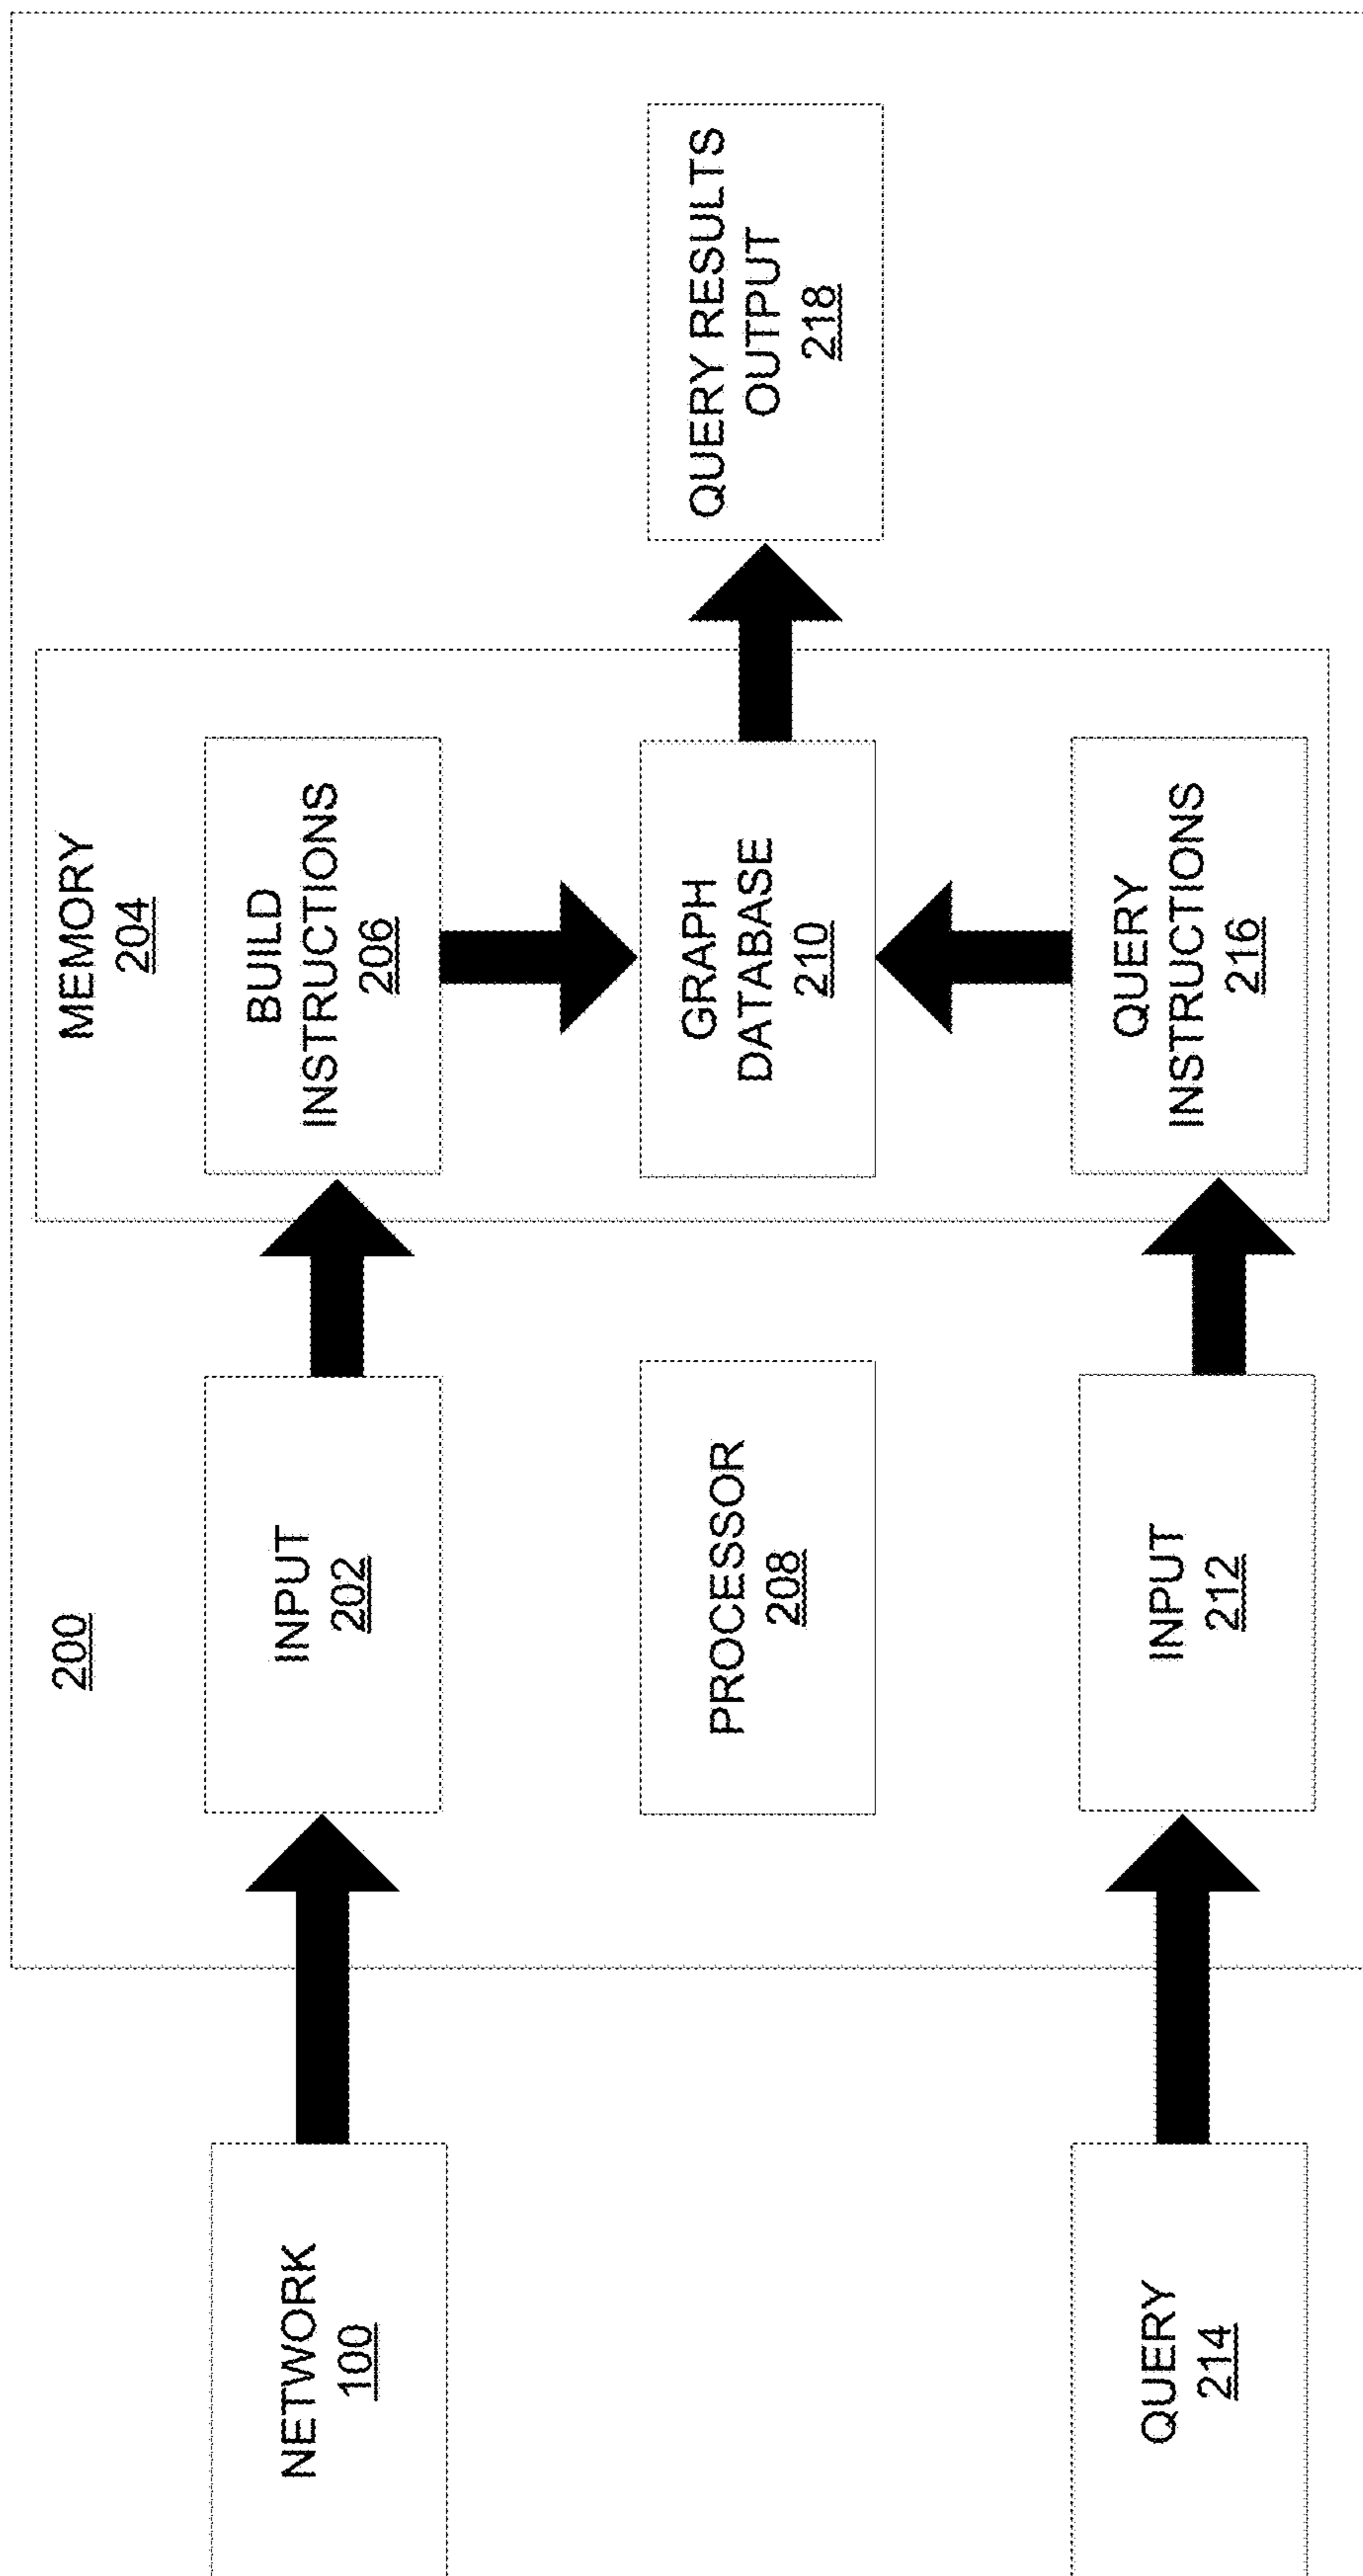 200
MEMORY
204
NETWORK
100
INPUT
202
BUILD
INSTRUCTIONS
206
PROCESSOR
208
GRAPH
DATABASE
210
QUERY RESULTS
OUTPUT
218
QUERY
214
INPUT
212
QUERY
INSTRUCTIONS
216